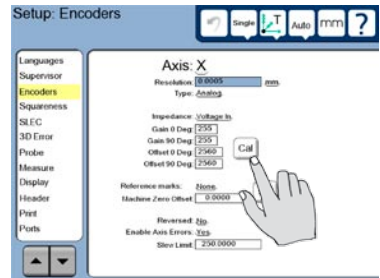 Setup: Encoders
Single Auto mm ?
Languages
Supervisor
Encoders
Squareness
SLEC
3D Error
Probe
Measure
Display
Header
Print
Ports
Axis: X
Resolution: 0.0005 mm.
Type: Analog.
Impedance: Voltage In.
Gain 0 Deg: 255
Gain 90 Deg: 255
Offset 0 Deg: 2560
Offset 90 Deg: 2560
Cal
Reference marks: None.
Machine Zero Offset: 0.0000
Reversed: No.
Enable Axis Errors: Yes.
Slew Limit: 250.0000